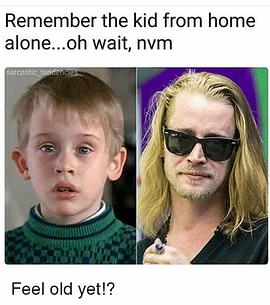 Remember the kid from home
alone...oh wait, nvm
sarcastic_tendencies
Feel old yet!?